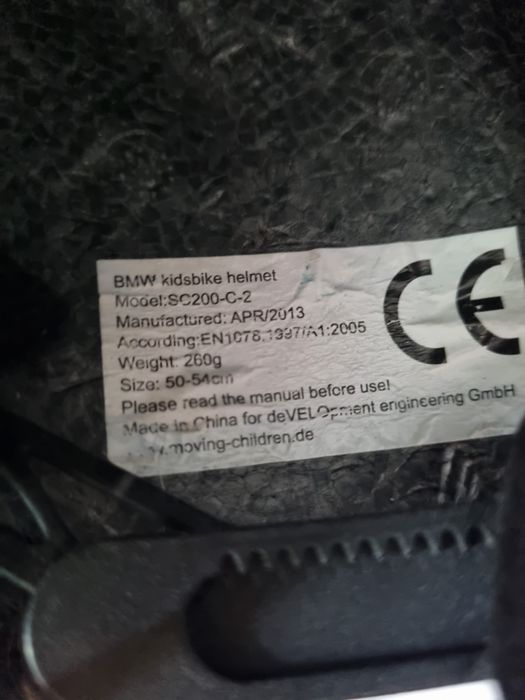 BMW kidsbike helmet
Model:SC200-C-2
Manufactured: APR/2013
According:EN1078:1997/A1:2005
Weight: 260g
Size: 50-54cm
Please read the manual before use!
Made in China for deVELOpment engineering GmbH
moving-children.de
CE